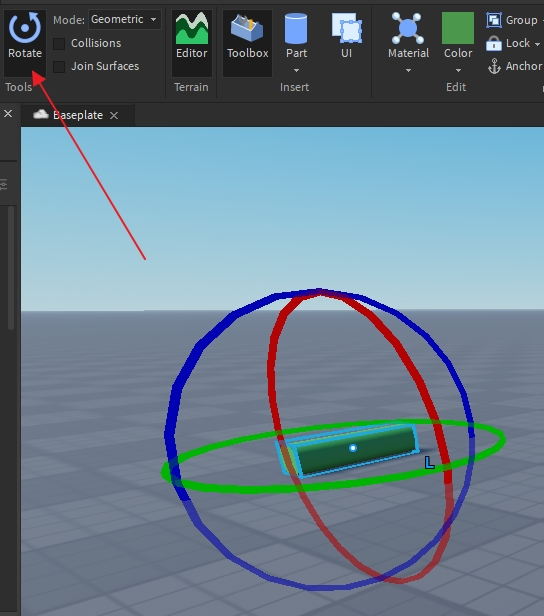 Mode: Geometric
Group
Collisions
Rotate
Editor
Toolbox
Part
UI
Material
Color
Lock
Join Surfaces
Anchor
Tools
Terrain
Insert
Edit
Baseplate
L